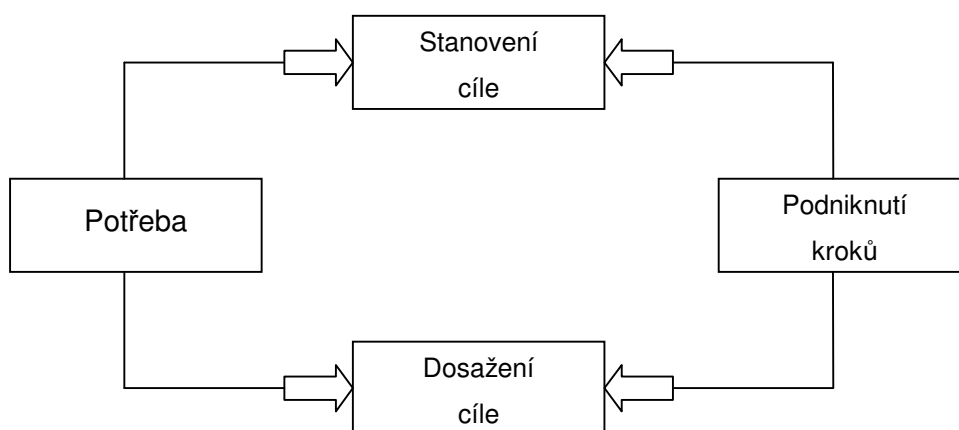 Stanovení
cíle
Potřeba
Podniknutí
kroků
Dosažení
cíle